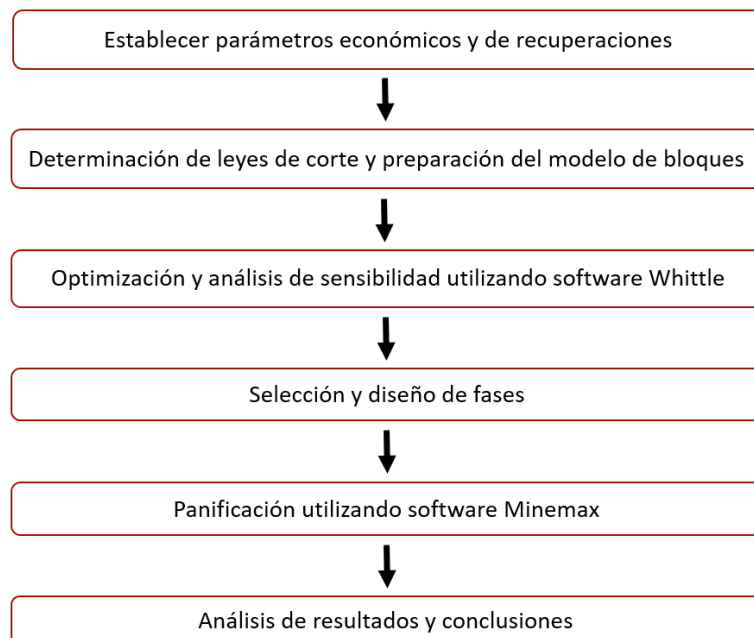 Establecer parámetros económicos y de recuperaciones
Determinación de leyes de corte y preparación del modelo de bloques
Optimización y análisis de sensibilidad utilizando software Whittle
Selección y diseño de fases
Panificación utilizando software Minemax
Análisis de resultados y conclusiones